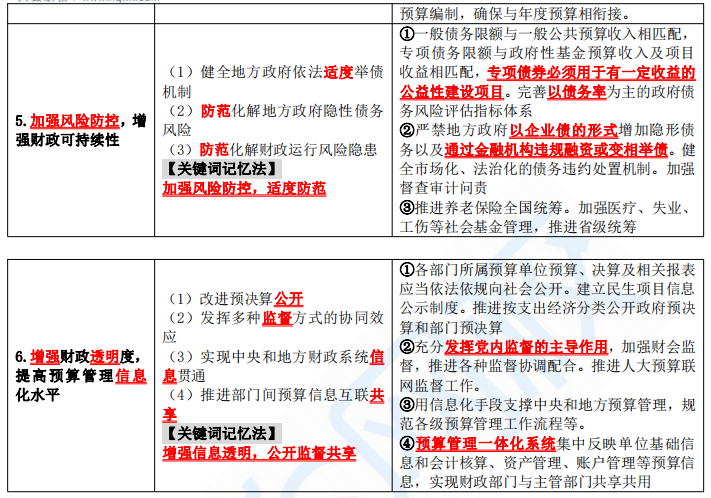 预算编制，确保与年度预算相衔接。
5.加强风险防控，增
强财政可持续性
（1）健全地方政府依法适度举债
机制
（2）防范化解地方政府隐性债务
风险
（3）防范化解财政运行风险隐患
【关键词记忆法】
加强风险防控，适度防范
①一般债务限额与一般公共预算收入相匹配，
专项债务限额与政府性基金预算收入及项目
收益相匹配，专项债券必须用于有一定收益的
公益性建设项目。完善以债务率为主的政府债
务风险评估指标体系
②严禁地方政府以企业债的形式增加隐形债
务以及通过金融机构违规融资或变相举债。健
全市场化、法治化的债务违约处置机制。加强
督查审计问责
③推进养老保险全国统筹。加强医疗、失业、
工伤等社会基金管理，推进省级统筹
6.增强财政透明度，
提高预算管理信息
化水平
（1）改进预决算公开
（2）发挥多种监督方式的协同效
应
（3）实现中央和地方财政系统信
息贯通
（4）推进部门间预算信息互联共
享
【关键词记忆法】
增强信息透明，公开监督共享
①各部门所属预算单位预算、决算及相关报表
应当依法依规向社会公开。建立民生项目信息
公示制度。推进按支出经济分类公开政府预决
算和部门预决算
②充分发挥党内监督的主导作用，加强财会监
督，推进各种监督协调配合。推进人大预算联
网监督工作。
③用信息化手段支撑中央和地方预算管理，规
范各级预算管理工作流程等。
④预算管理一体化系统集中反映单位基础信
息和会计核算、资产管理、账户管理等预算信
息，实现财政部门与主管部门共享共用